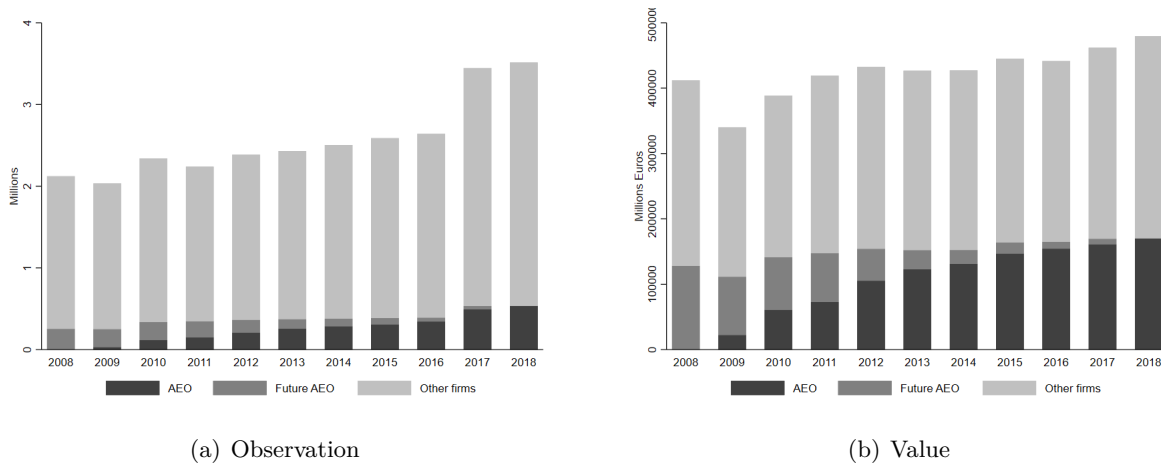 Millions
4
3
2
1
0
2008 2009 2010 2011 2012 2013 2014 2015 2016 2017 2018
AEO Future AEO Other firms
(a) Observation
Millions Euros
500000
400000
300000
200000
100000
0
2008 2009 2010 2011 2012 2013 2014 2015 2016 2017 2018
AEO Future AEO Other firms
(b) Value